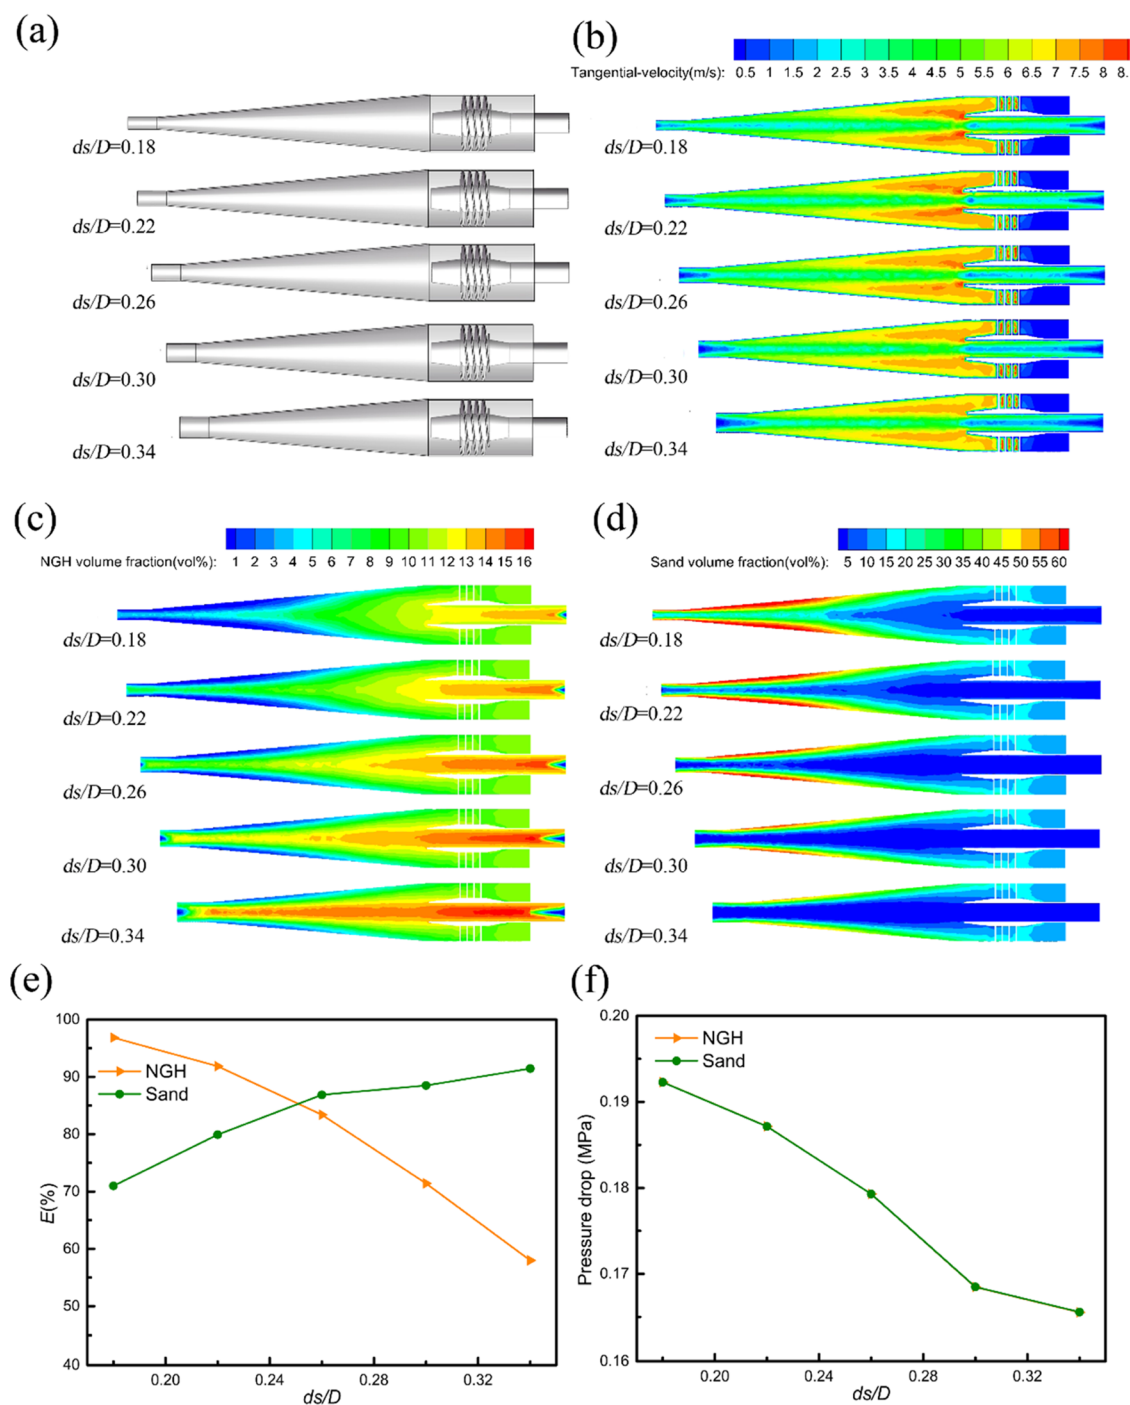 (a)
ds/D=0.18
ds/D=0.22
ds/D=0.26
ds/D=0.30
ds/D=0.34
(b)
Tangential-velocity(m/s): 0.5 1 1.5 2 2.5 3.5 4 4.5 5 5.5 6 6.5 7 7.5 8 8.
ds/D=0.18
ds/D=0.22
ds/D=0.26
ds/D=0.30
ds/D=0.34
(c)
NGH volume fraction(vol%): 1 2 3 4 5 6 7 8 9 10 11 12 13 14 15 16
ds/D=0.18
ds/D=0.22
ds/D=0.26
ds/D=0.30
ds/D=0.34
(d)
Sand volume fraction(vol%): 5 10 15 20 25 30 35 40 45 50 55 60
ds/D=0.18
ds/D=0.22
ds/D=0.26
ds/D=0.30
ds/D=0.34
(e)
100
90
80
70
60
50
40
E(%)
NGH
Sand
0.20 0.24 0.28 0.32
ds/D
(f)
0.20
0.19
0.18
0.17
0.16
Pressure drop (MPa)
NGH
Sand
0.20 0.24 0.28 0.32
ds/D